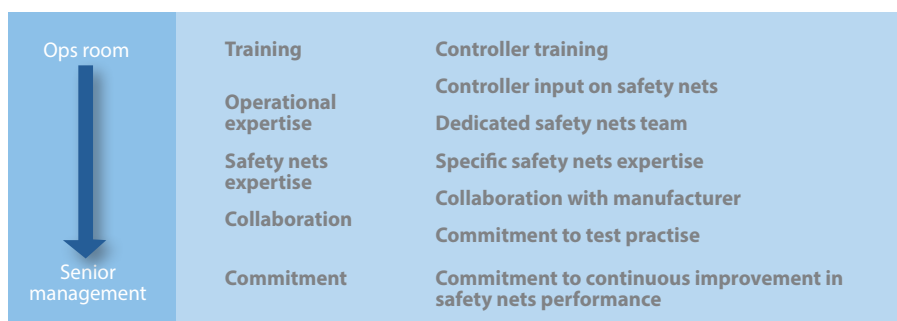 Ops room
Senior
management
Training
Operational
expertise
Safety nets
expertise
Collaboration
Commitment
Controller training
Controller input on safety nets
Dedicated safety nets team
Specific safety nets expertise
Collaboration with manufacturer
Commitment to test practise
Commitment to continuous improvement in
safety nets performance